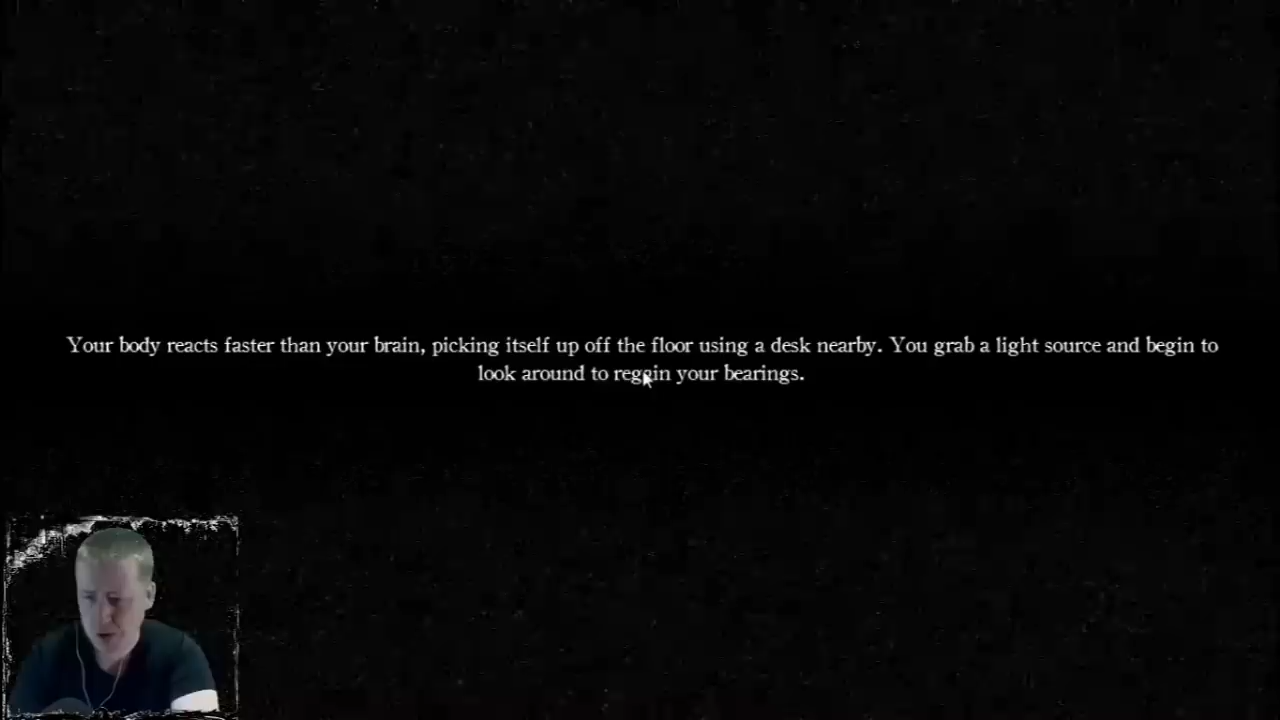 Your body reacts faster than your brain, picking itself up off the floor using a desk nearby. You grab a light source and begin to
look around to reggin your bearings.